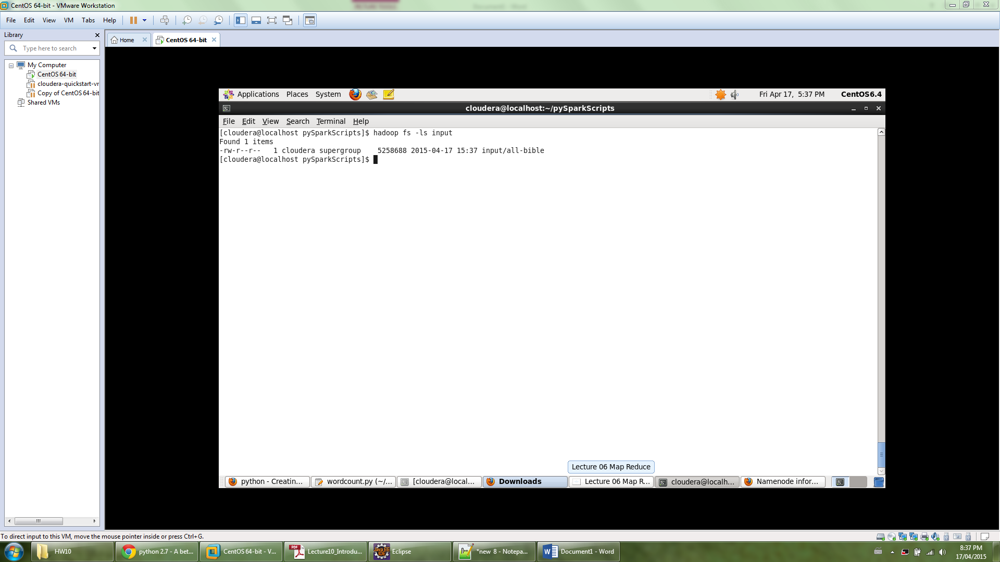 CentOS 64-bit - VMware Workstation
File Edit View VM Tabs Help
Library
Type here to search
My Computer
CentOS 64-bit
cloudera-quickstart-vr
Copy of CentOS 64-bit
Shared VMs
Home
CentOS 64-bit
Applications Places System
Fri Apr 17, 5:37 PM
CentOS6.4
cloudera@localhost:~/pySparkScripts
File Edit View Search Terminal Help
[cloudera@localhost pySparkScripts]$ hadoop fs -ls input
Found 1 items
-rw-r--r-- 1 cloudera supergroup 5258688 2015-04-17 15:37 input/all-bible
[cloudera@localhost pySparkScripts]$
Lecture 06 Map Reduce
python - Creatin...
wordcount.py (~/...
[cloudera@local...
Downloads
Lecture 06 Map R...
cloudera@localh...
Namenode infor...
To direct input to this VM, move the mouse pointer inside or press Ctrl+G.
HW10
python 2.7 - A bet...
CentOS 64-bit - V...
Lecture10_Introdu...
Eclipse
*new 8 - Notepa...
Document1 - Word
8:37 PM
17/04/2015